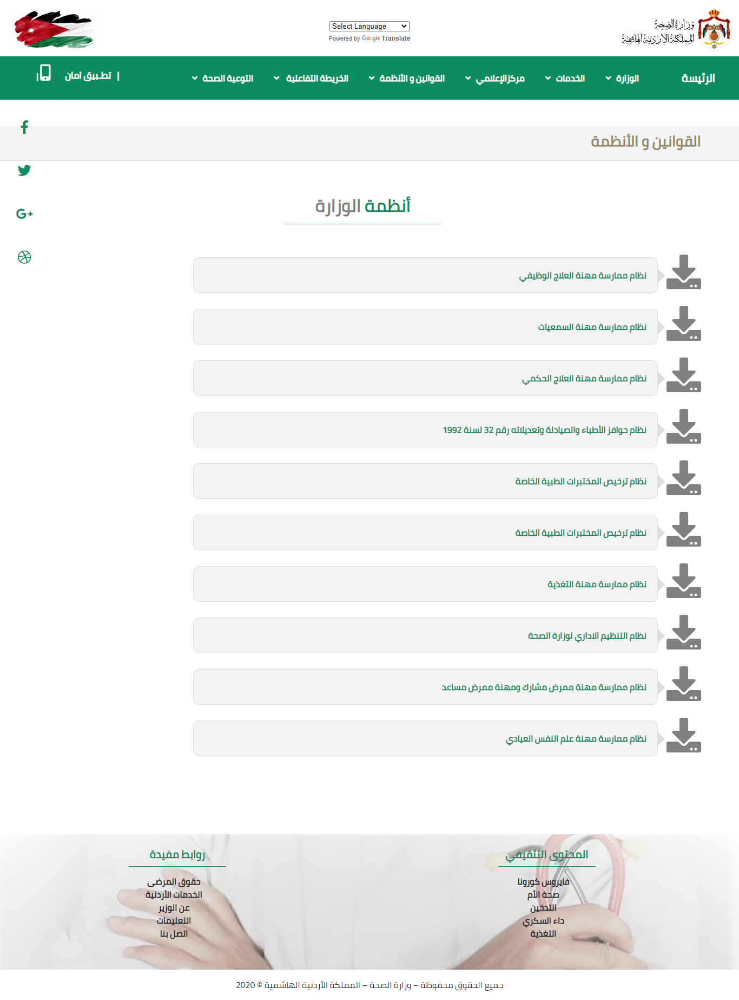 وزارة الصحة
المملكة الأردنية الهاشمية
Select Language
Powered by Google Translate
الرئيسة
الوزارة
الخدمات
مركزالإعلامي
القوانين و الأنظمة
الخريطة التفاعلية
التوعية الصحة
| تطـبيق امان |
القوانين و الأنظمة
أنظمة الوزارة
نظام ممارسة مهنة العلاج الوظيفي
نظام ممارسة مهنة السمعيات
نظام ممارسة مهنة العلاج الحكمي
نظام حوافز الأطباء والصيادلة وتعديلاته رقم 32 لسنة 1992
نظام ترخيص المختبرات الطبية الخاصة
نظام ترخيص المختبرات الطبية الخاصة
نظام ممارسة مهنة التغذية
نظام التنظيم الاداري لوزارة الصحة
نظام ممارسة مهنة ممرض مشارك ومهنة ممرض مساعد
نظام ممارسة مهنة علم النفس العيادي
المحتوى التثقيفي
فايروس كورونا
صحة الأم
التدخين
داء السكري
التغذية
روابط مفيدة
حقوق المرضى
الخدمات الأردنية
عن الوزير
التعليمات
اتصل بنا
جميع الحقوق محفوظة – وزارة الصحة – المملكة الأردنية الهاشمية © 2020